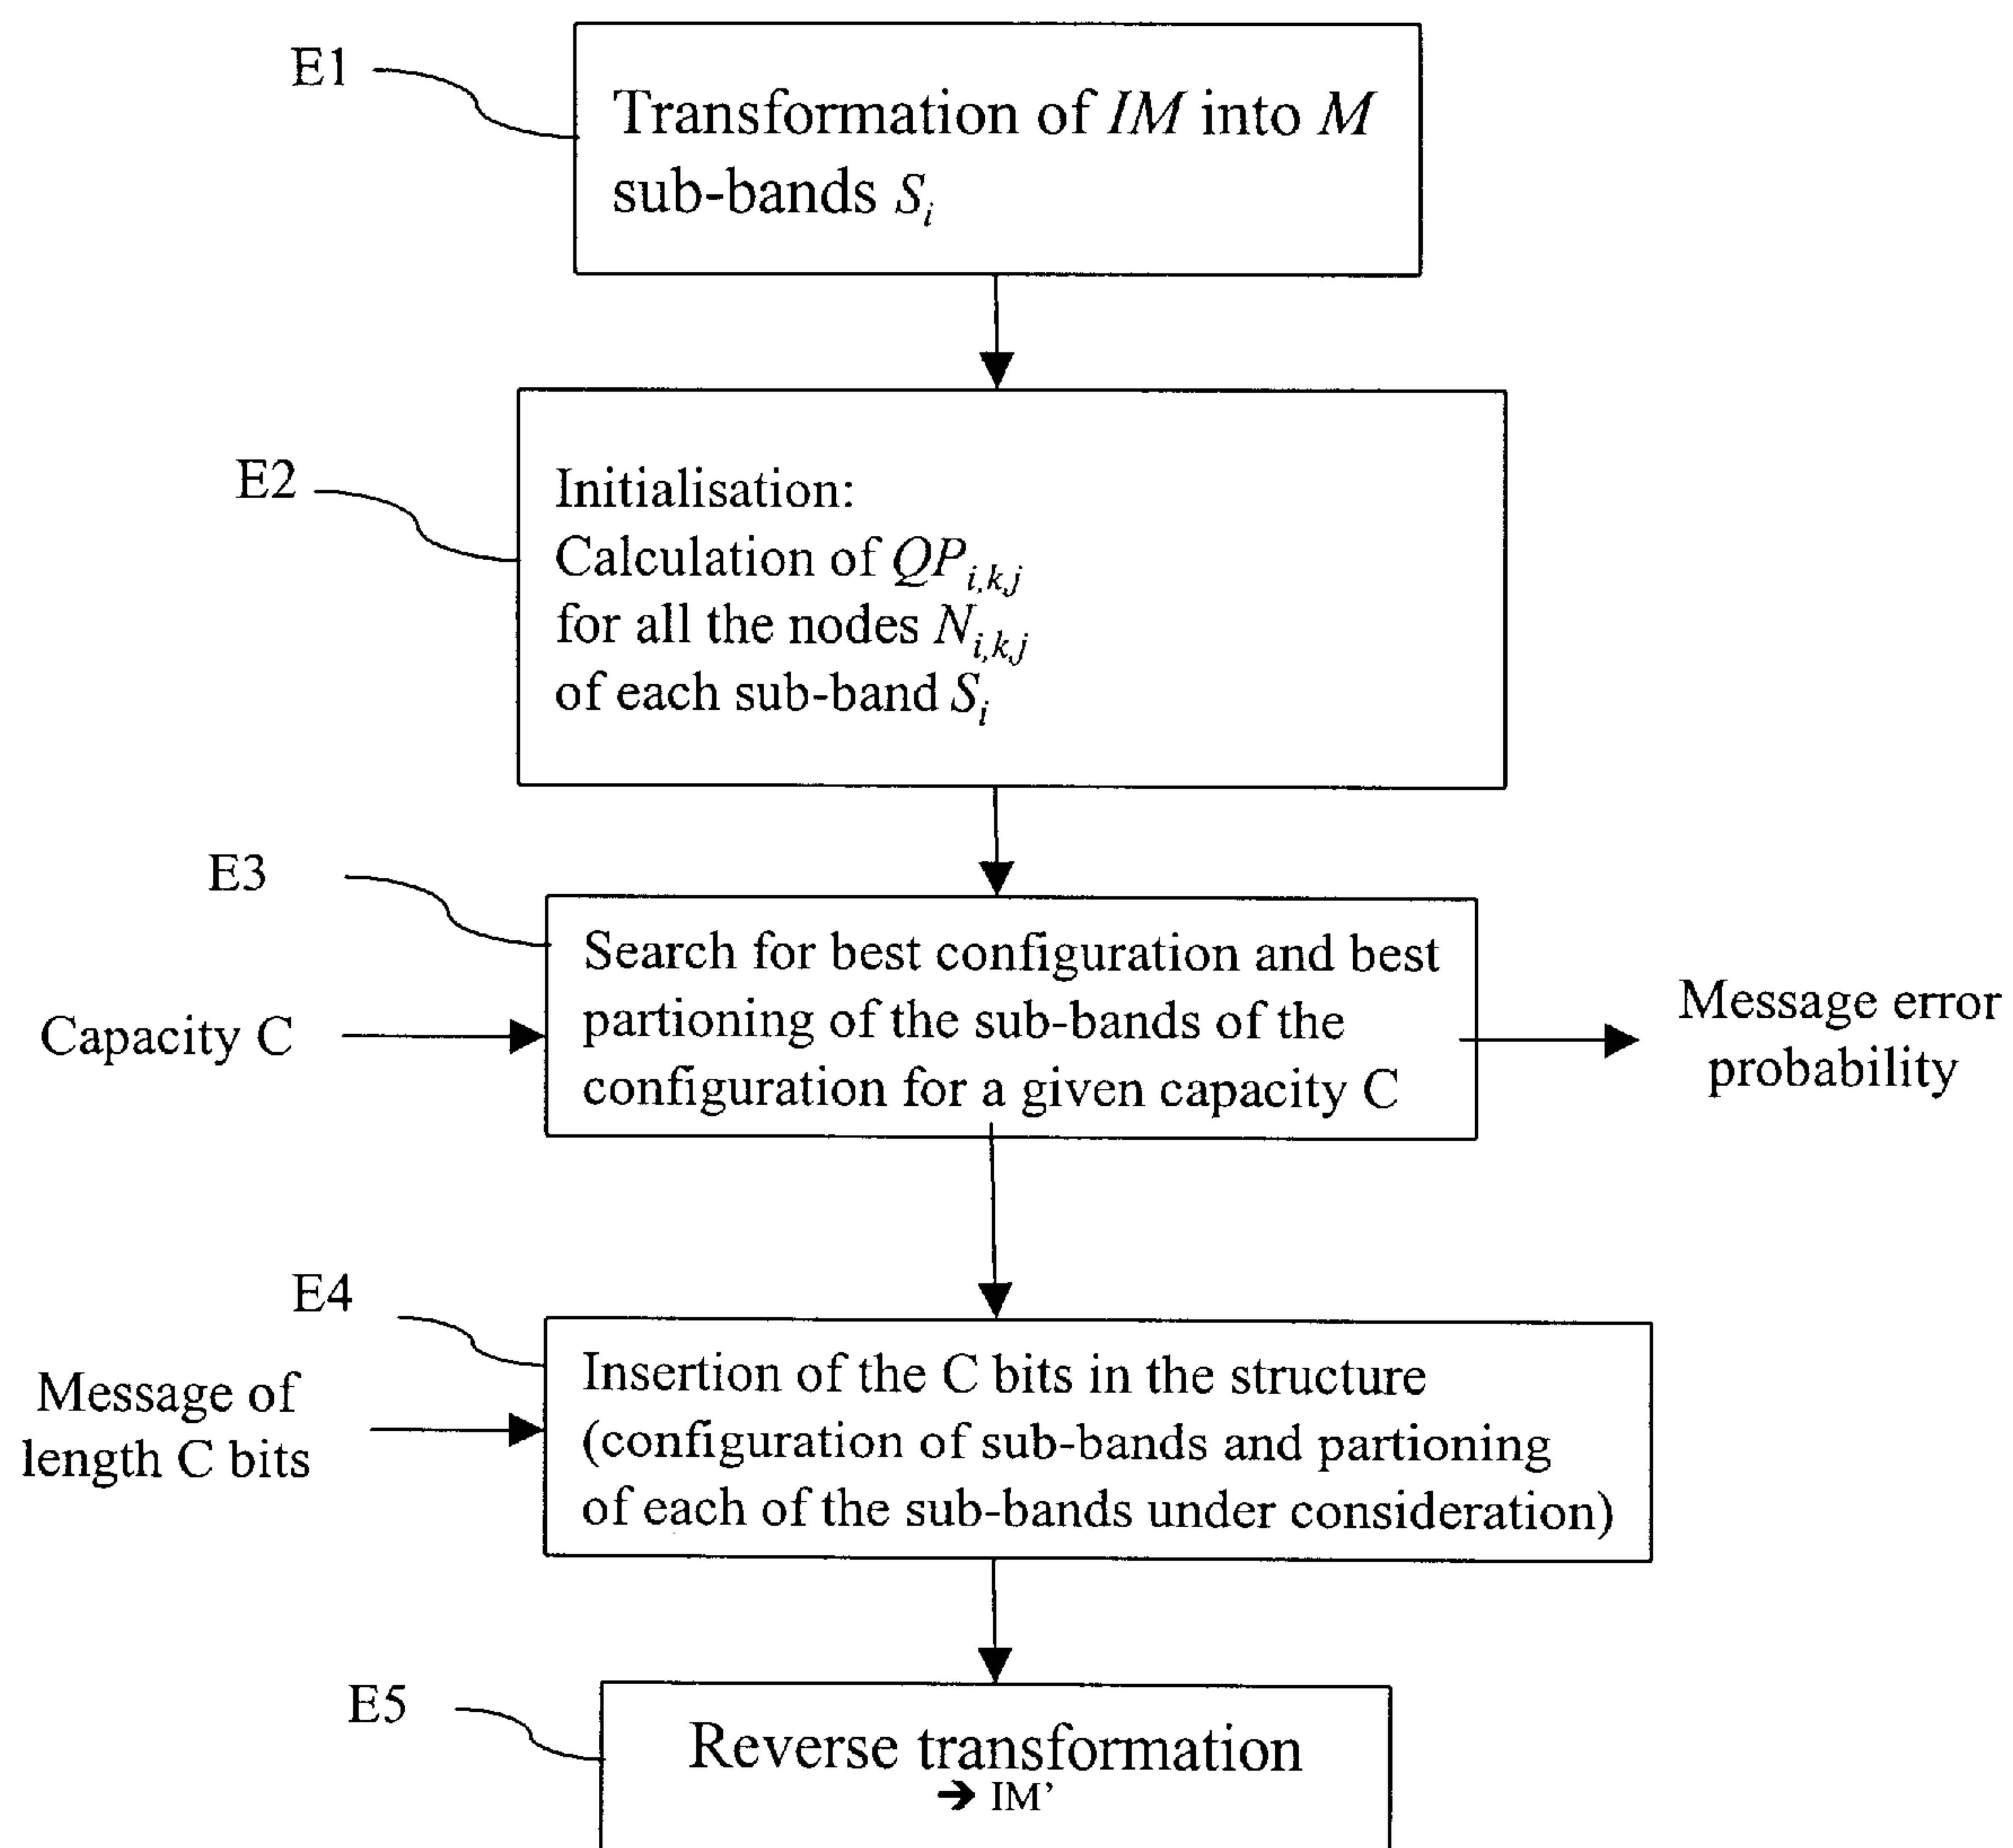 E1
Transformation of IM into M
sub-bands Si
E2
Initialisation:
Calculation of QPi,k,j
for all the nodes Ni,k,j
of each sub-band Si
E3
Search for best configuration and best
partioning of the sub-bands of the
configuration for a given capacity C
Capacity C
Message error
probability
E4
Insertion of the C bits in the structure
(configuration of sub-bands and partioning
of each of the sub-bands under consideration)
Message of
length C bits
E5
Reverse transformation
➔ IM’